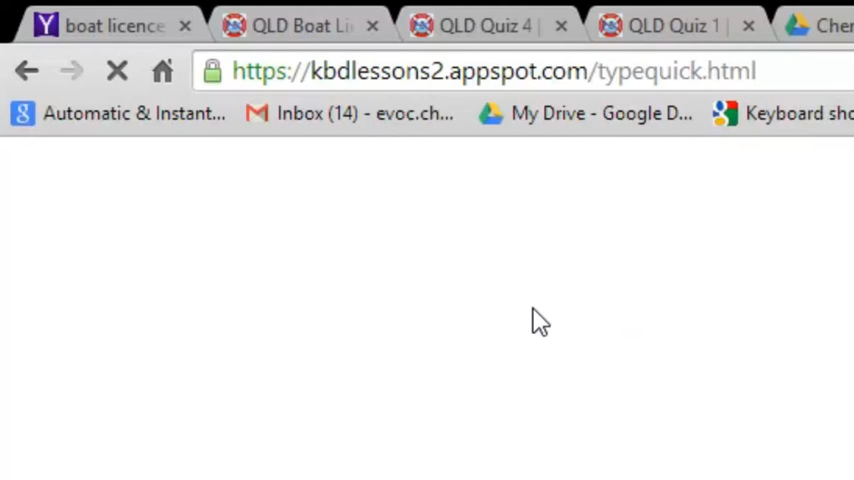 boat licence QLD Boat Li QLD Quiz 4 | QLD Quiz 1 | Chem
https://kbdlessons2.appspot.com/typequick.html
Automatic & Instant... Inbox (14) - evoc.ch... My Drive - Google D... Keyboard sho